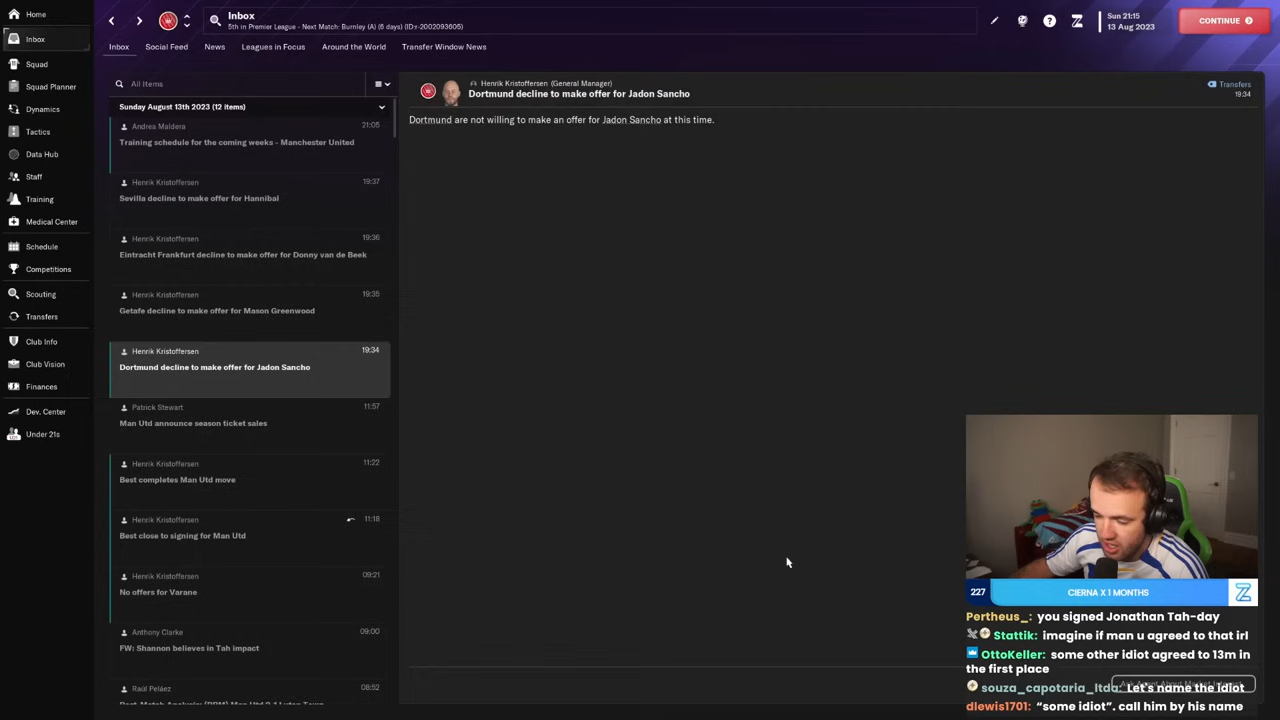 Home
Inbox
Squad
Squad Planner
Dynamics
Tactics
Data Hub
Staff
Training
Medical Center
Schedule
Competitions
Scouting
Transfers
Club Info
Club Vision
Finances
Dev. Center
Under 21s
Inbox
5th in Premier League - Next Match: Burnley (A) (6 days) (ID:r-2002093605)
Sun 21:15
13 Aug 2023
CONTINUE
Inbox
Social Feed
News
Leagues in Focus
Around the World
Transfer Window News
All Items
Sunday August 13th 2023 (12 items)
Andrea Maldera 21:05
Training schedule for the coming weeks - Manchester United
Henrik Kristoffersen 19:37
Sevilla decline to make offer for Hannibal
Henrik Kristoffersen 19:36
Eintracht Frankfurt decline to make offer for Donny van de Beek
Henrik Kristoffersen 19:35
Getafe decline to make offer for Mason Greenwood
Henrik Kristoffersen 19:34
Dortmund decline to make offer for Jadon Sancho
Patrick Stewart 11:57
Man Utd announce season ticket sales
Henrik Kristoffersen 11:22
Best completes Man Utd move
Henrik Kristoffersen 11:18
Best close to signing for Man Utd
Henrik Kristoffersen 09:21
No offers for Varane
Anthony Clarke 09:00
FW: Shannon believes in Tah impact
Raúl Peláez 08:52
Henrik Kristoffersen (General Manager)
Dortmund decline to make offer for Jadon Sancho
Transfers
19:34
Dortmund are not willing to make an offer for Jadon Sancho at this time.
227 CIERNA X 1 MONTHS
Pertheus_: you signed Jonathan Tah-day
Stattik: imagine if man u agreed to that irl
OttoKeller: some other idiot agreed to 13m in
the first place
souza_capotaria_ltda: Let's name the Idiot
dlewis1701: “some idiot”. call him by his name